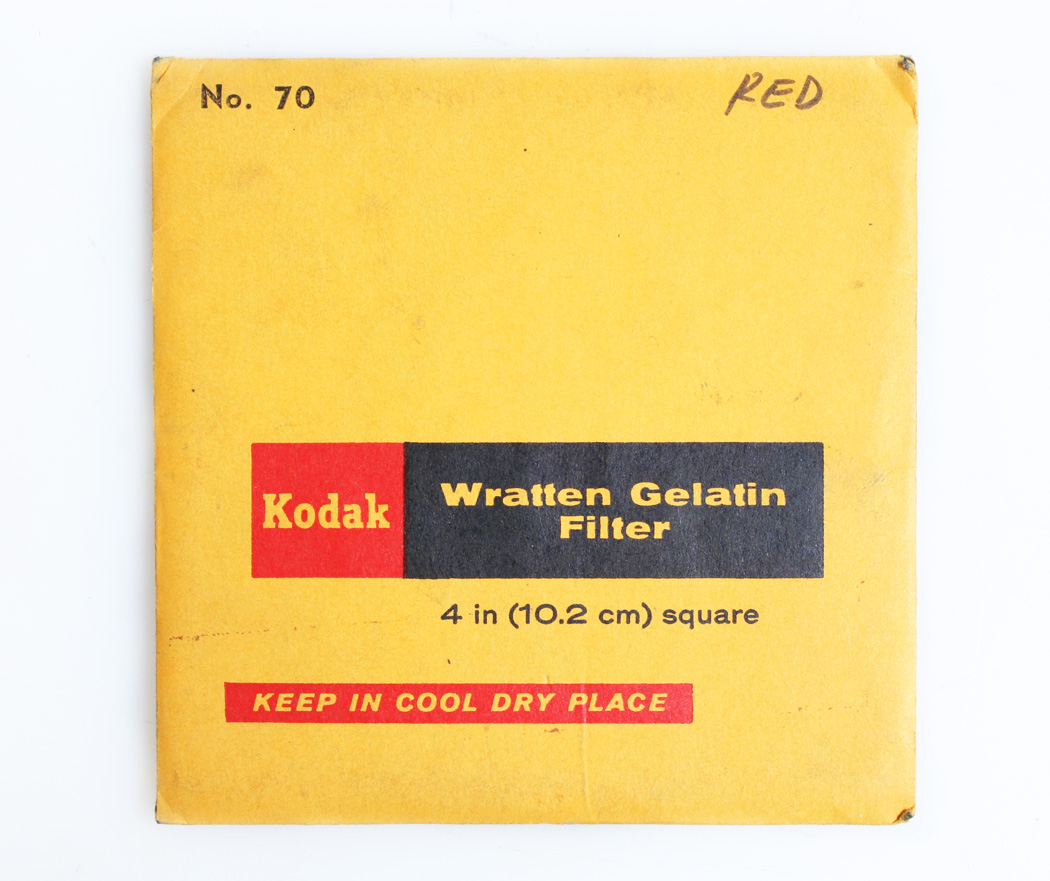 No. 70
RED
Kodak
Wratten Gelatin
Filter
4 in (10.2 cm) square
KEEP IN COOL DRY PLACE